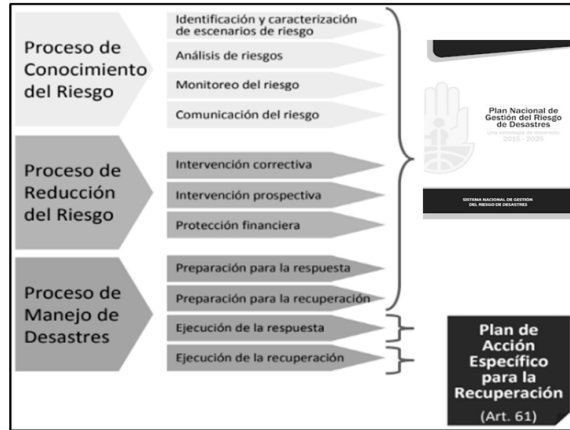 Proceso de
Conocimiento
del Riesgo
Identificación y caracterización
de escenarios de riesgo
Análisis de riesgos
Monitoreo del riesgo
Comunicación del riesgo
Proceso de
Reducción
del Riesgo
Intervención correctiva
Intervención prospectiva
Protección financiera
Proceso de
Manejo de
Desastres
Preparación para la respuesta
Preparación para la recuperación
Ejecución de la respuesta
Ejecución de la recuperación
Plan Nacional de
Gestión del Riesgo
de Desastres
2015 - 2025
SISTEMA NACIONAL DE GESTIÓN
DEL RIESGO DE DESASTRES
Plan de
Acción
Específico
para la
Recuperación
(Art. 61)